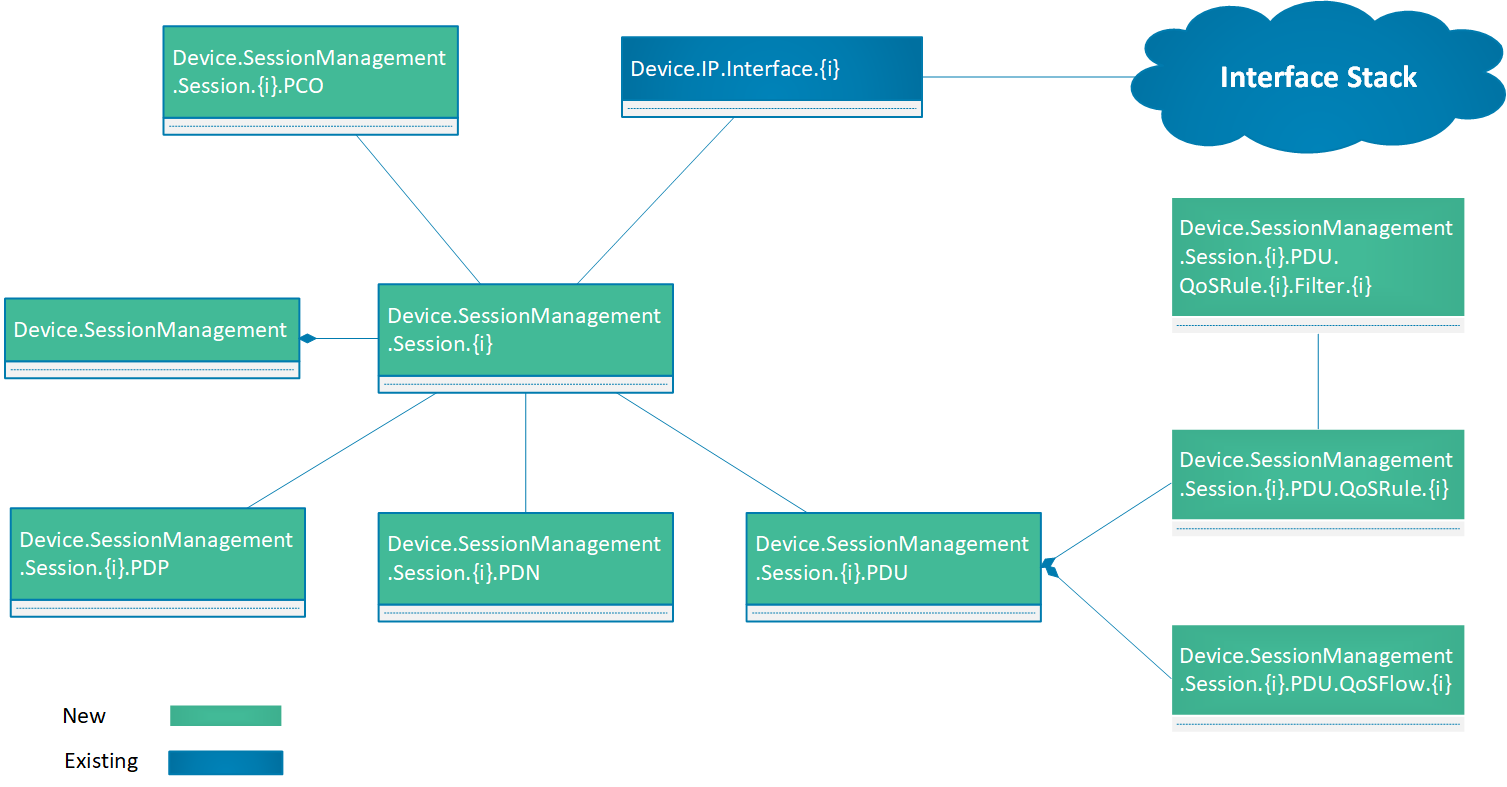 Device.SessionManagement
.Session.{i}.PCO
Device.IP.Interface.{i}
Interface Stack
Device.SessionManagement
.Session.{i}.PDU.
QoSRule.{i}.Filter.{i}
Device.SessionManagement
Device.SessionManagement
.Session.{i}
Device.SessionManagement
.Session.{i}.PDU.QoSRule.{i}
Device.SessionManagement
.Session.{i}.PDP
Device.SessionManagement
.Session.{i}.PDN
Device.SessionManagement
.Session.{i}.PDU
Device.SessionManagement
.Session.{i}.PDU.QoSFlow.{i}
New
Existing